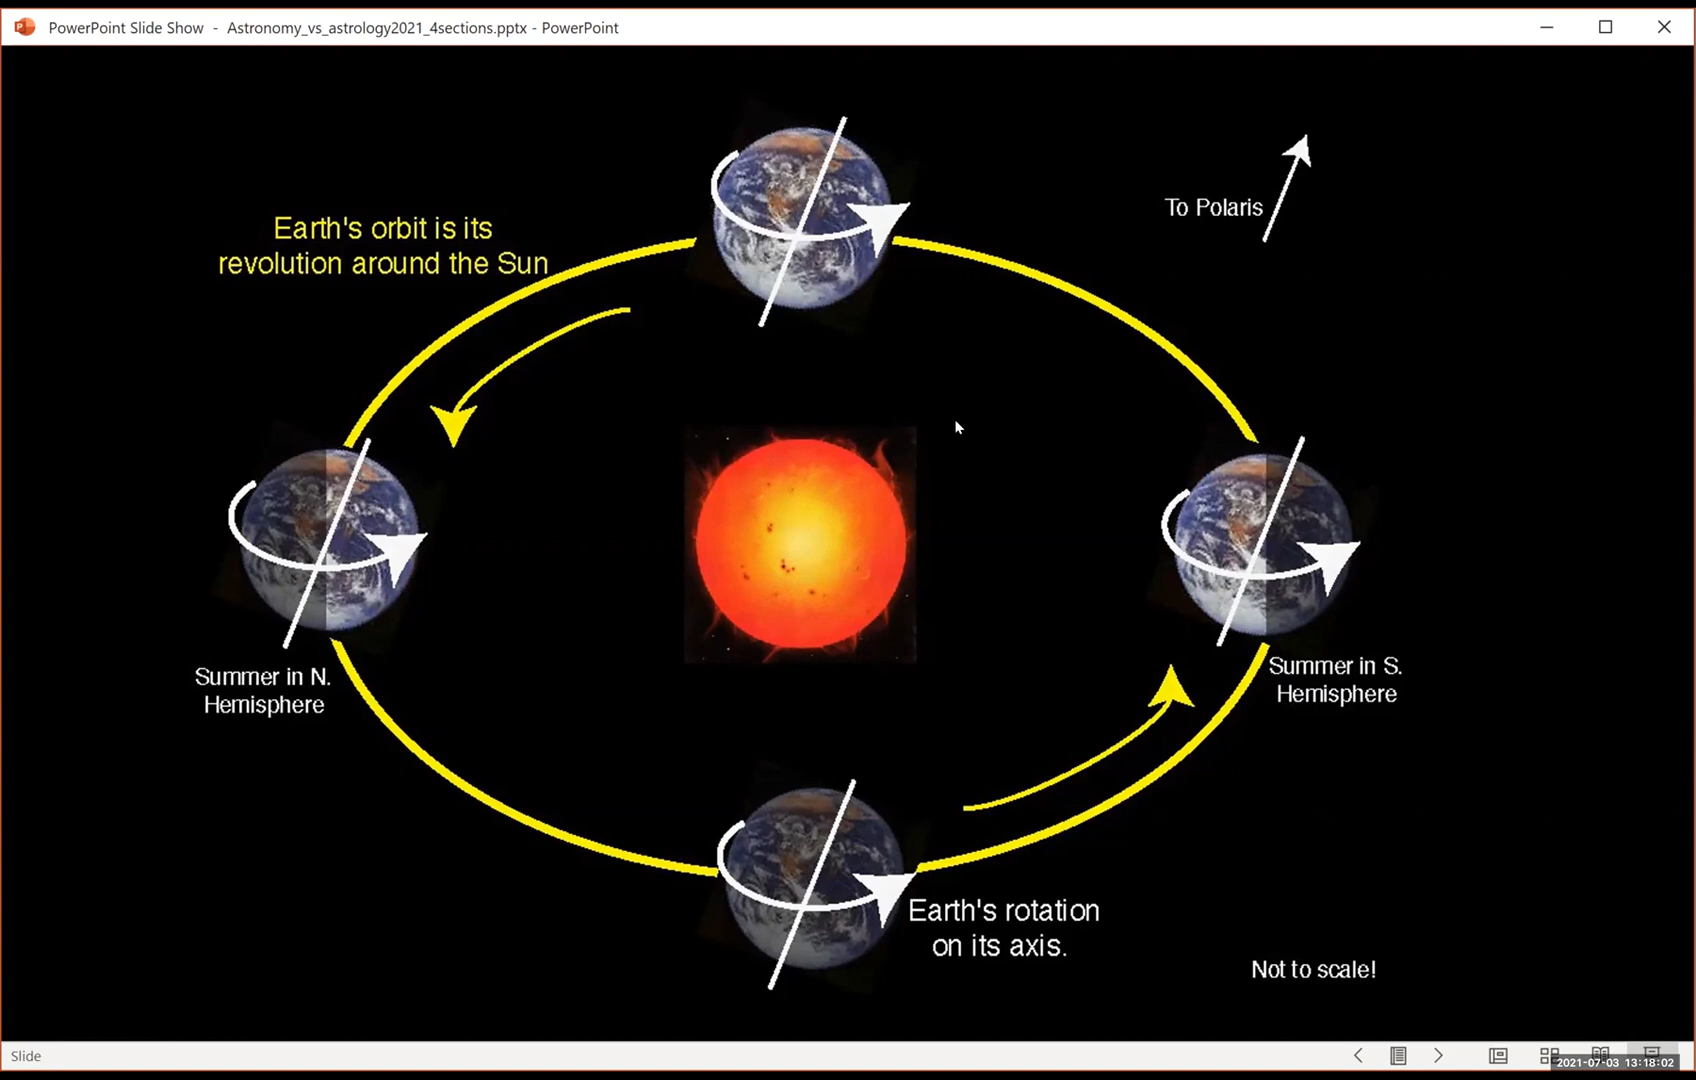 PowerPoint Slide Show - Astronomy_vs_astrology2021_4sections.pptx - PowerPoint
To Polaris
Earth's orbit is its
revolution around the Sun
Summer in N.
Hemisphere
Summer in S.
Hemisphere
Earth's rotation
on its axis.
Not to scale!
Slide
2021-07-03 13:18:02